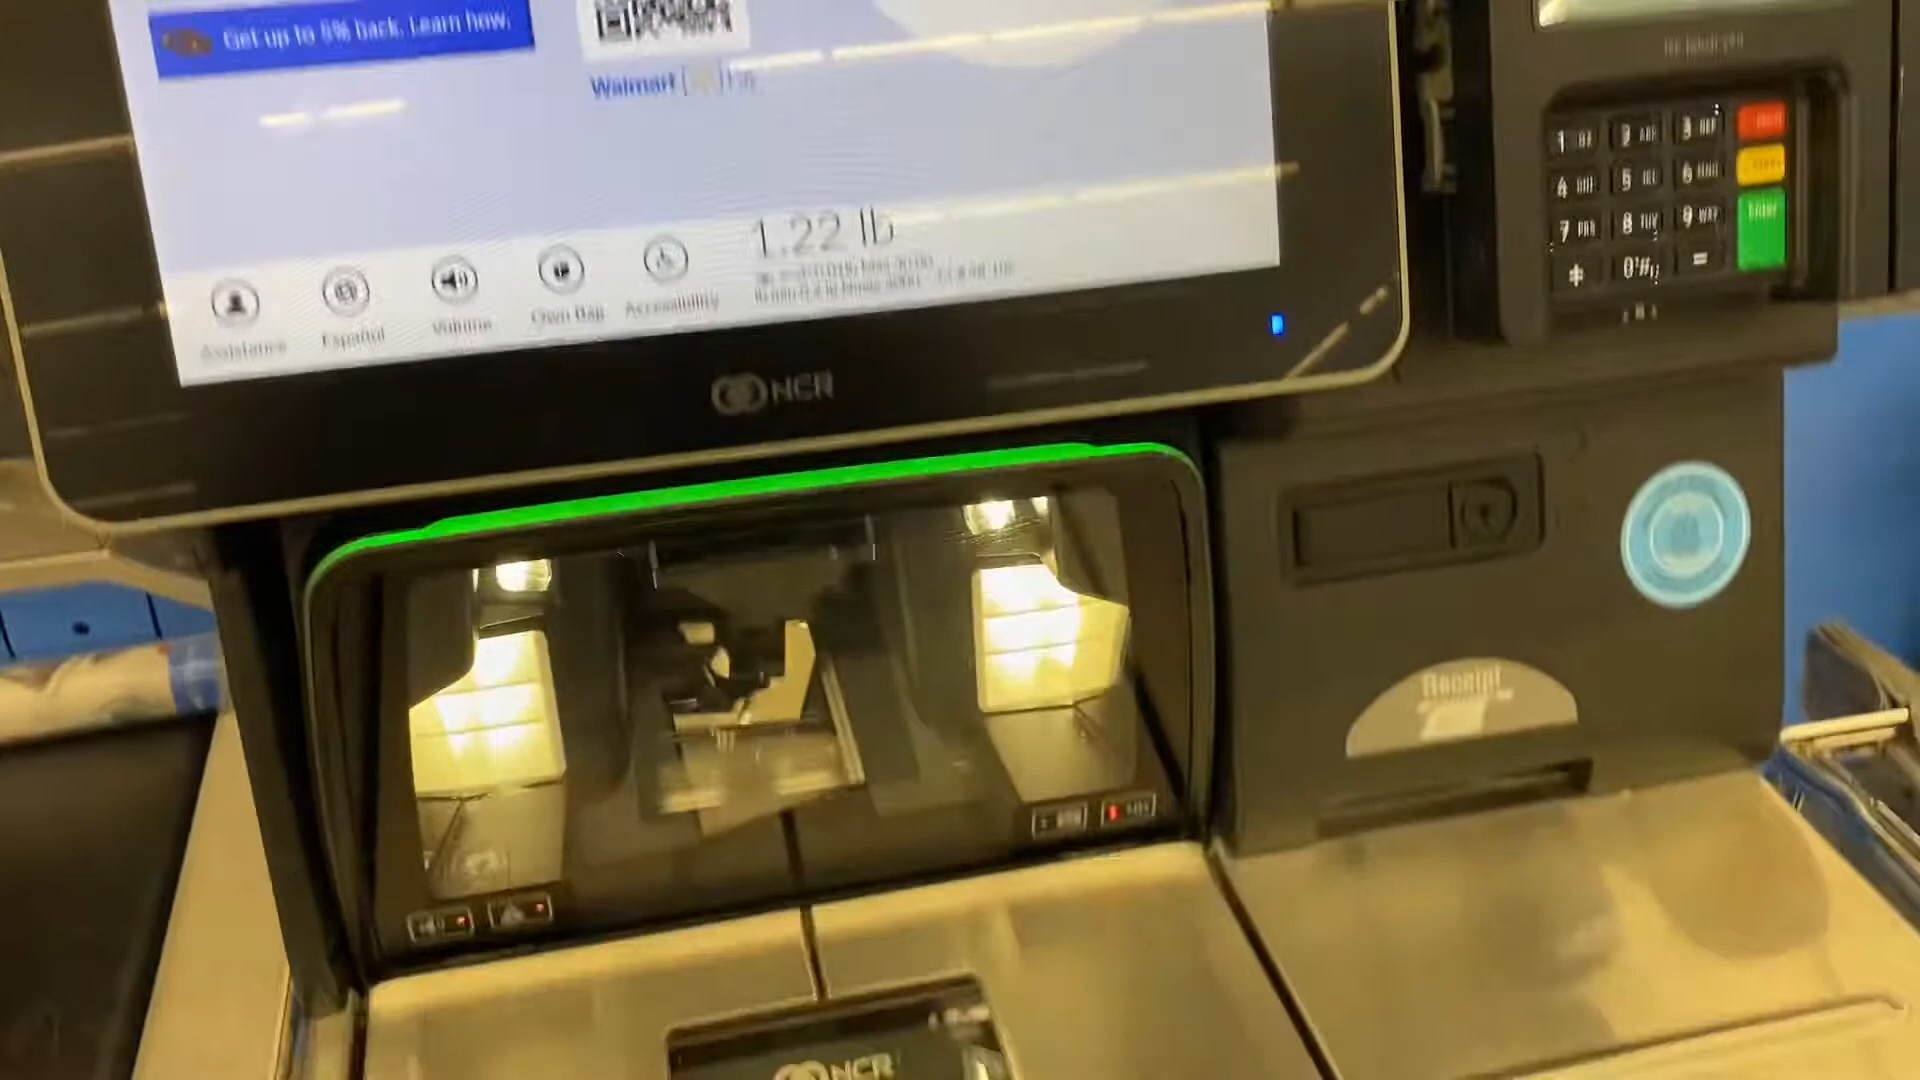 Get up to 5% back. Learn how.
Walmart
1.22 lb
Assistance
Español
Volume
Own Bag
Accessibility
NCR
1
2 ABC
3 DEF
4 GHI
5 JKL
6 MNO
7 PRS
8 TUV
9 WXY
*
Enter
Receipt
NCR